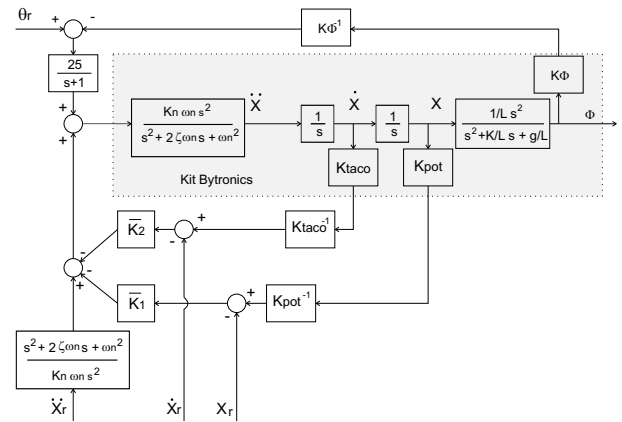 θr
+
-
KΦ⁻¹
25
s+1
KΦ
+
+
Kn ωn s²
s² + 2 ζωn s + ωn²
Ẍ
1
s
Ẋ
1
s
X
1/L s²
s²+K/L s + g/L
Φ
Kit Bytronics
Ktaco
Kpot
K̅2
+
-
Ktaco⁻¹
-
-
+
K̅1
+
-
Kpot⁻¹
s² + 2 ζωn s + ωn²
Kn ωn s²
Ẍr
Ẋr
Xr